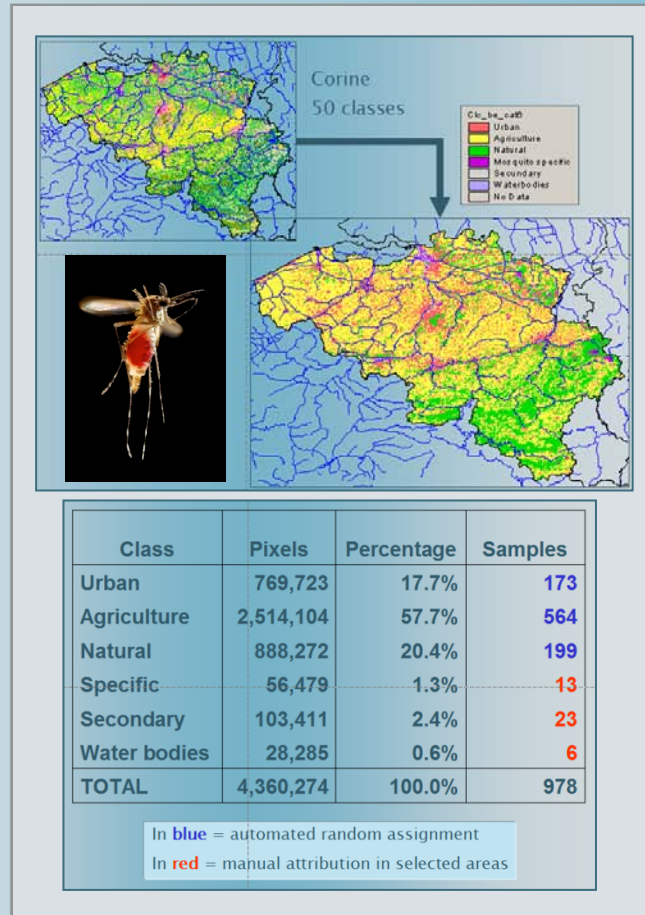 Corine
50 classes
Clc_be_cat6
Urban
Agriculture
Natural
Mosquito specific
Secundary
Waterbodies
No Data
Class Pixels Percentage Samples
Urban 769,723 17.7% 173
Agriculture 2,514,104 57.7% 564
Natural 888,272 20.4% 199
Specific 56,479 1.3% 13
Secondary 103,411 2.4% 23
Water bodies 28,285 0.6% 6
TOTAL 4,360,274 100.0% 978
In blue = automated random assignment
In red = manual attribution in selected areas